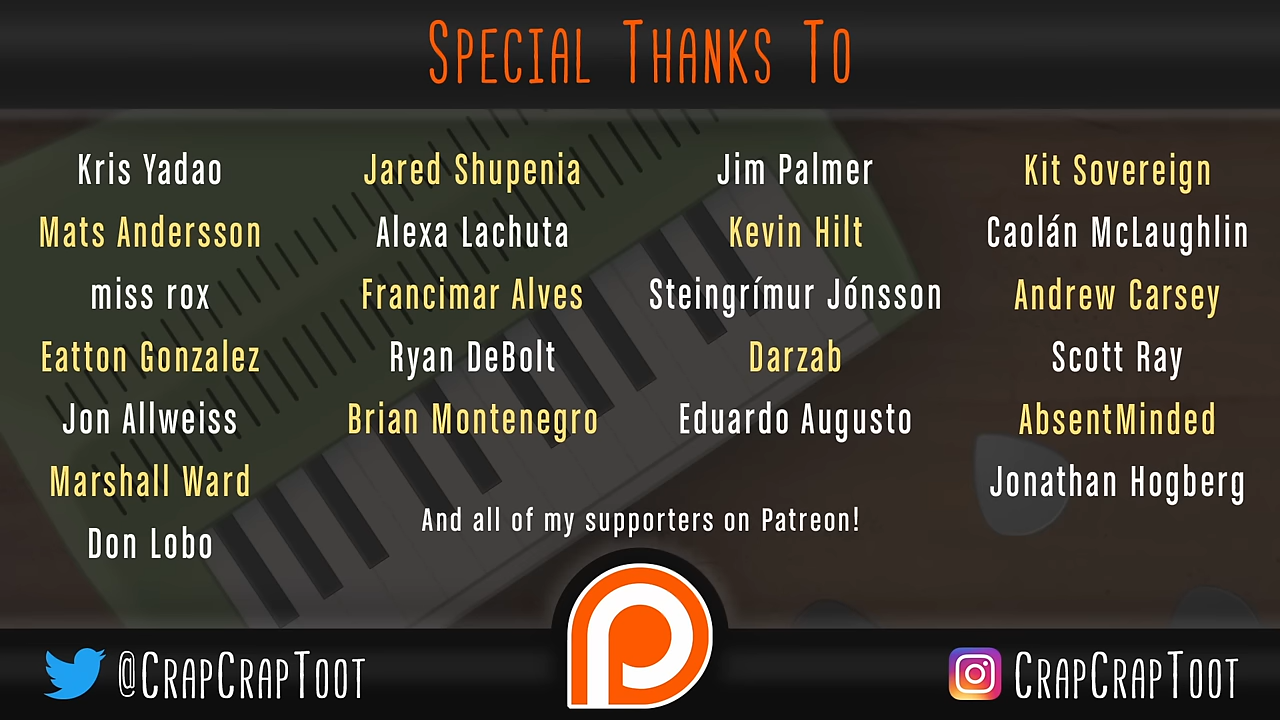 Special Thanks To
Kris Yadao
Mats Andersson
miss rox
Eatton Gonzalez
Jon Allweiss
Marshall Ward
Don Lobo
Jared Shupenia
Alexa Lachuta
Francimar Alves
Ryan DeBolt
Brian Montenegro
Jim Palmer
Kevin Hilt
Steingrímur Jónsson
Darzab
Eduardo Augusto
Kit Sovereign
Caolán McLaughlin
Andrew Carsey
Scott Ray
AbsentMinded
Jonathan Hogberg
And all of my supporters on Patreon!
@CrapCrapToot
CrapCrapToot